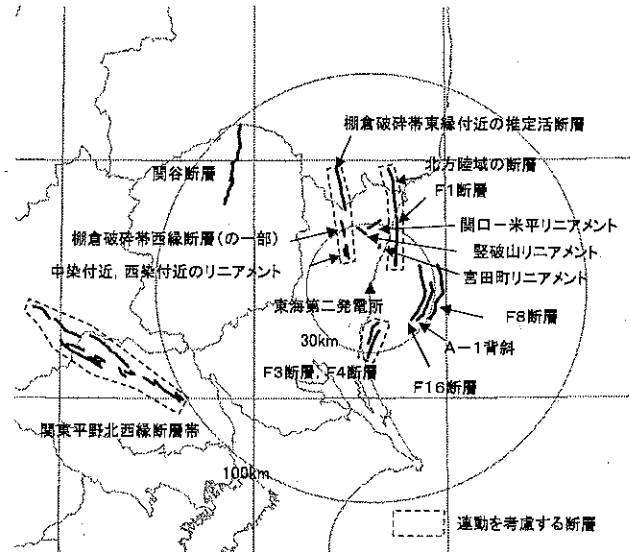 棚倉破砕帯東縁付近の推定活断層
関谷断層
北方陸域の断層
F1断層
棚倉破砕帯西縁断層(の一部)
関口ー米平リニアメント
竪破山リニアメント
中染付近, 西染付近のリニアメント
宮田町リニアメント
東海第二発電所
F8断層
30km
A-1背斜
F3断層, F4断層
F16断層
関東平野北西縁断層帯
100km
連動を考慮する断層